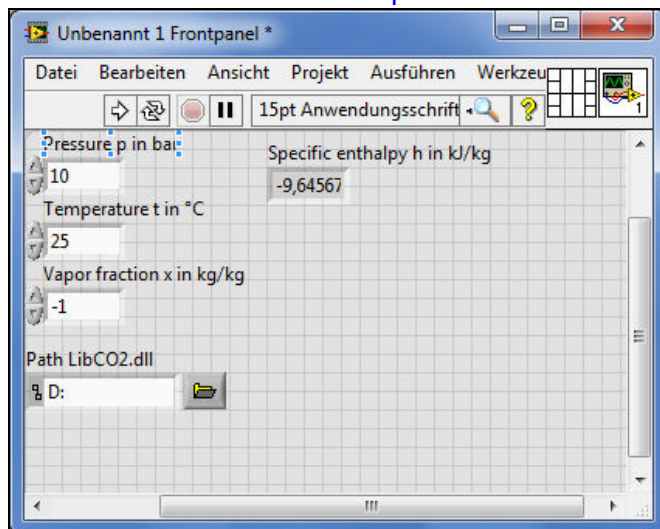 Unbenannt 1 Frontpanel *
Datei Bearbeiten Ansicht Projekt Ausführen Werkzeu
15pt Anwendungsschrift
1
Pressure p in bar
10
Specific enthalpy h in kJ/kg
-9,64567
Temperature t in °C
25
Vapor fraction x in kg/kg
-1
Path LibCO2.dll
D: